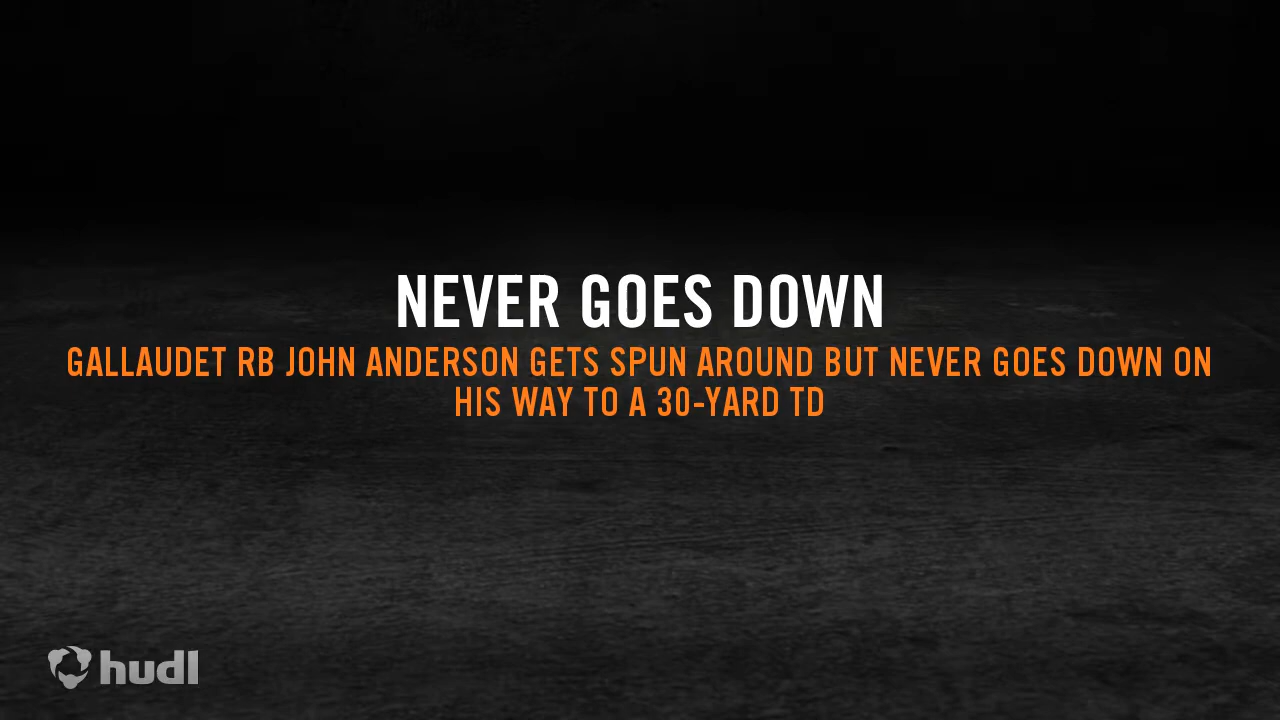 NEVER GOES DOWN
GALLAUDET RB JOHN ANDERSON GETS SPUN AROUND BUT NEVER GOES DOWN ON
HIS WAY TO A 30-YARD TD
hudl